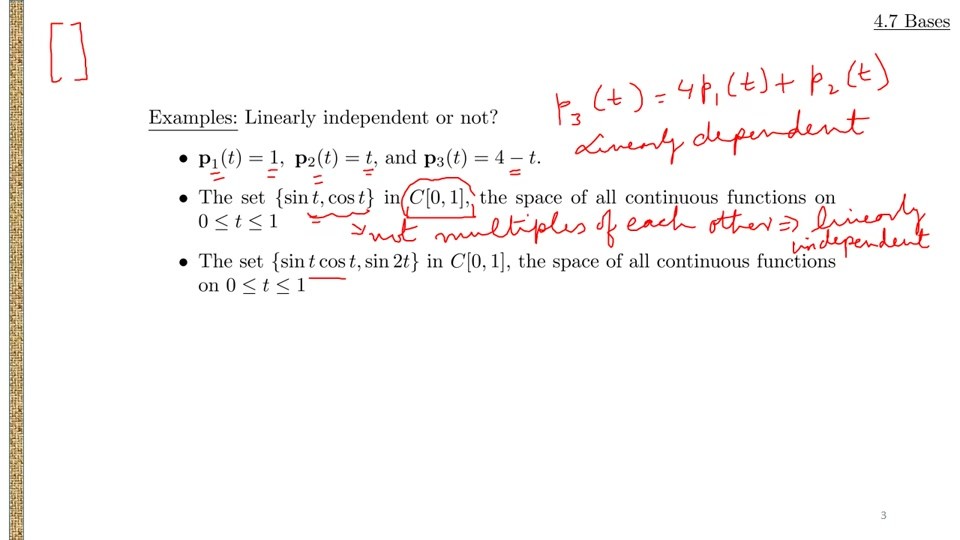 4.7 Bases
p₃(t) = 4p₁(t) + p₂(t)
Linearly dependent
Examples: Linearly independent or not?
• p₁(t) = 1, p₂(t) = t, and p₃(t) = 4 − t.
• The set {sin t, cos t} in C[0, 1], the space of all continuous functions on
0 ≤ t ≤ 1
not multiples of each other ⇒ linearly
independent
• The set {sin t cos t, sin 2t} in C[0, 1], the space of all continuous functions
on 0 ≤ t ≤ 1
3